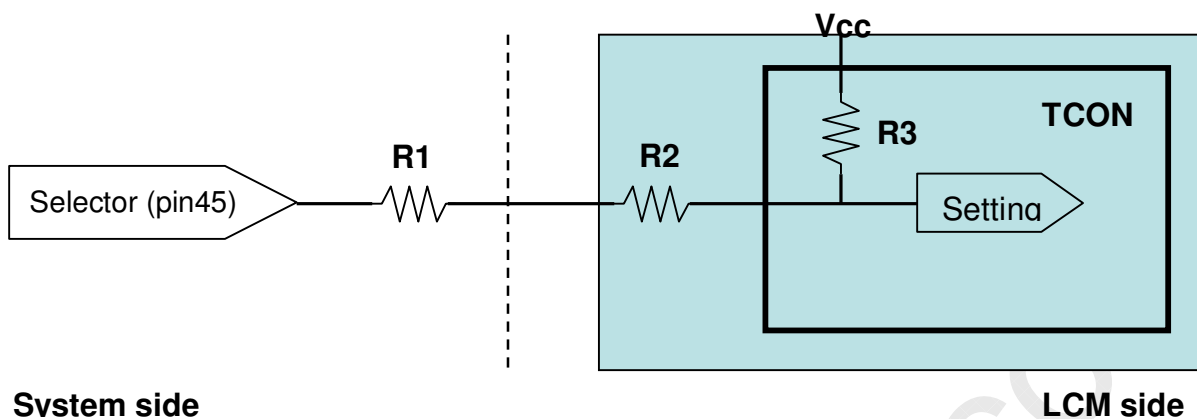 Vcc
TCON
R3
R1
R2
Selector (pin45)
Setting
System side
LCM side